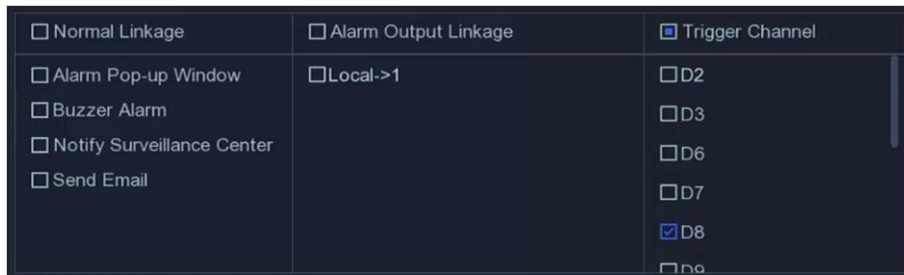 Normal Linkage
Alarm Output Linkage
Trigger Channel
Alarm Pop-up Window
Buzzer Alarm
Notify Surveillance Center
Send Email
Local->1
D2
D3
D6
D7
D8
D9